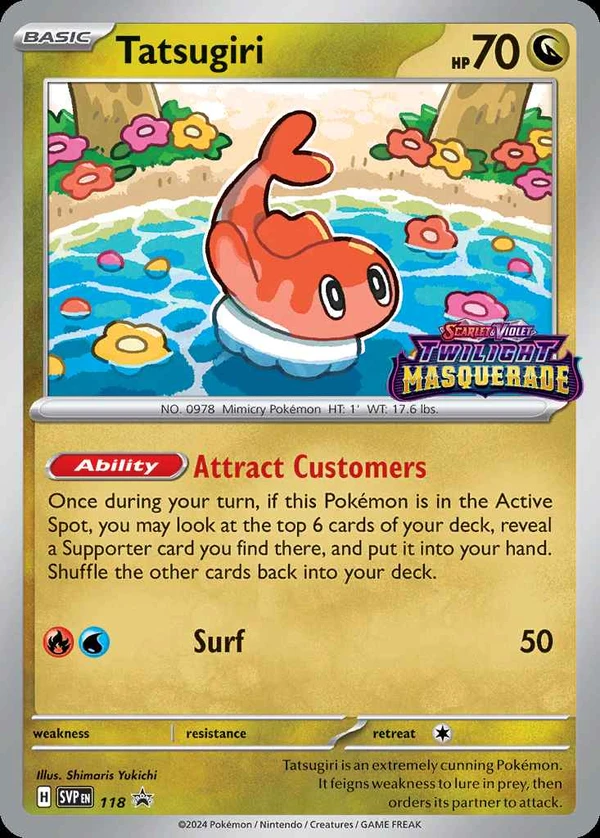 BASIC
Tatsugiri
HP 70
SCARLET & VIOLET
TWILIGHT
MASQUERADE
NO. 0978 Mimicry Pokémon HT: 1' WT: 17.6 lbs.
Ability Attract Customers
Once during your turn, if this Pokémon is in the Active
Spot, you may look at the top 6 cards of your deck, reveal
a Supporter card you find there, and put it into your hand.
Shuffle the other cards back into your deck.
Surf 50
weakness resistance retreat
Illus. Shimaris Yukichi
H SVP EN 118
Tatsugiri is an extremely cunning Pokémon.
It feigns weakness to lure in prey, then
orders its partner to attack.
©2024 Pokémon / Nintendo / Creatures / GAME FREAK